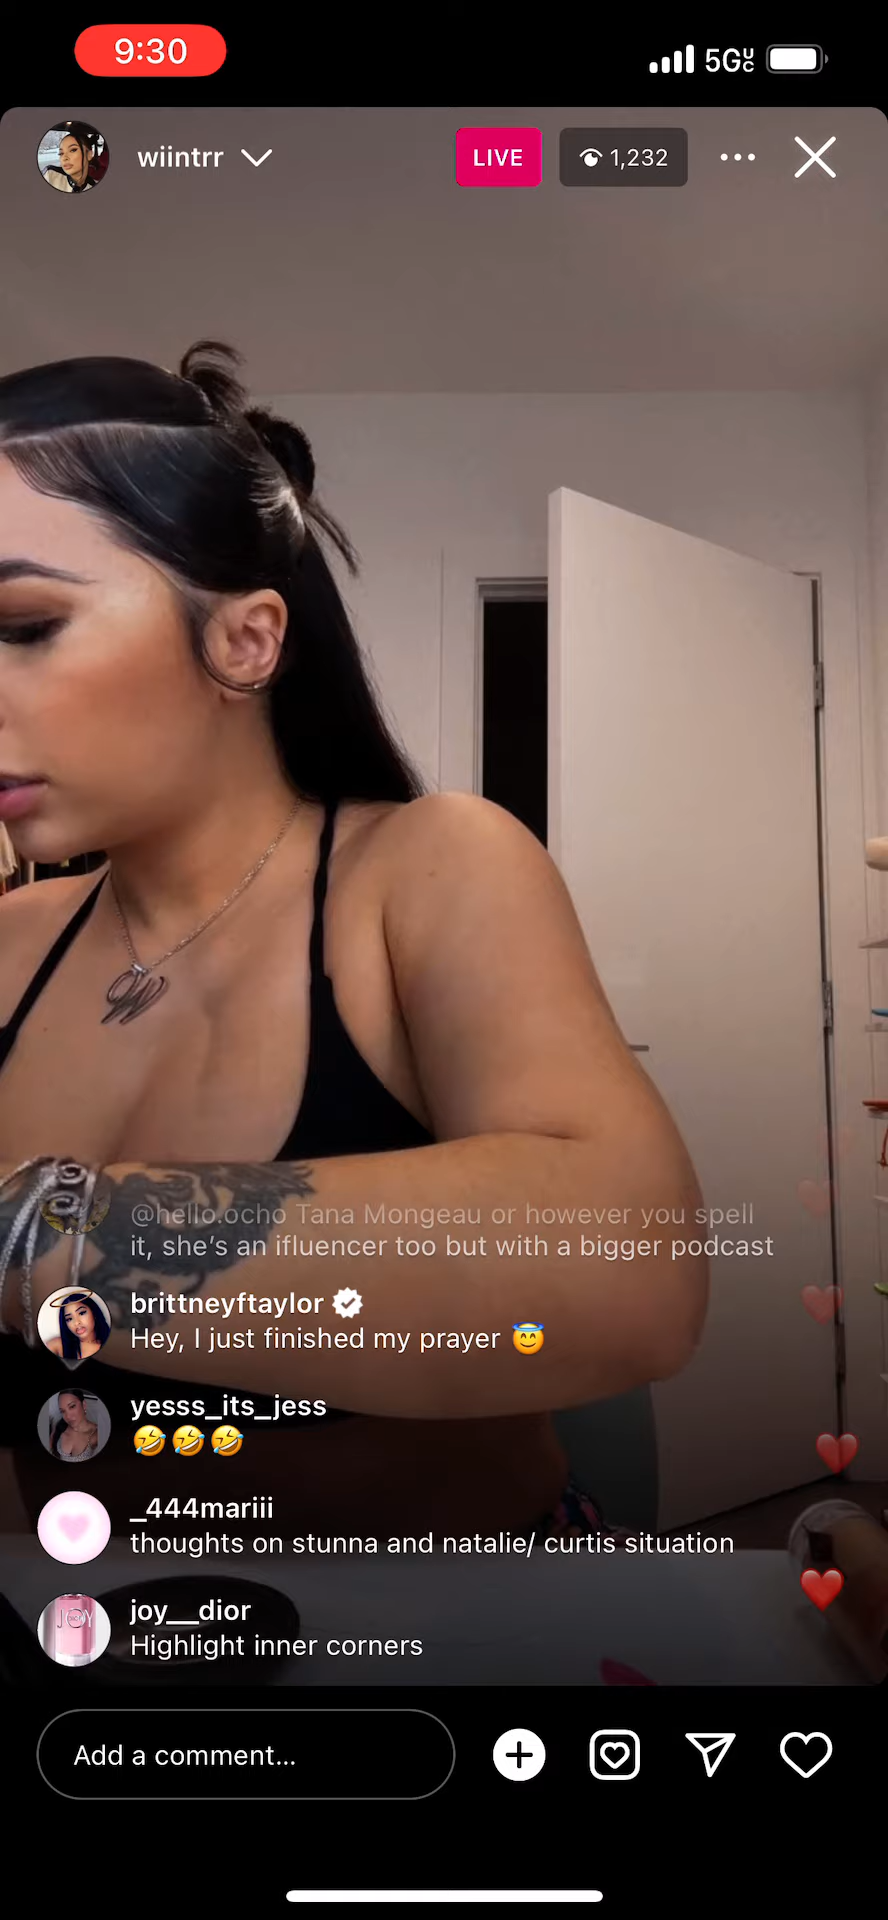 9:30
5GUC
wiintrr
LIVE
1,232
@hello.ocho Tana Mongeau or however you spell
it, she’s an ifluencer too but with a bigger podcast
brittneyftaylor
Hey, I just finished my prayer 😇
yesss_its_jess
🤣🤣🤣
_444mariii
thoughts on stunna and natalie/ curtis situation
joy__dior
Highlight inner corners
JOY
Add a comment...